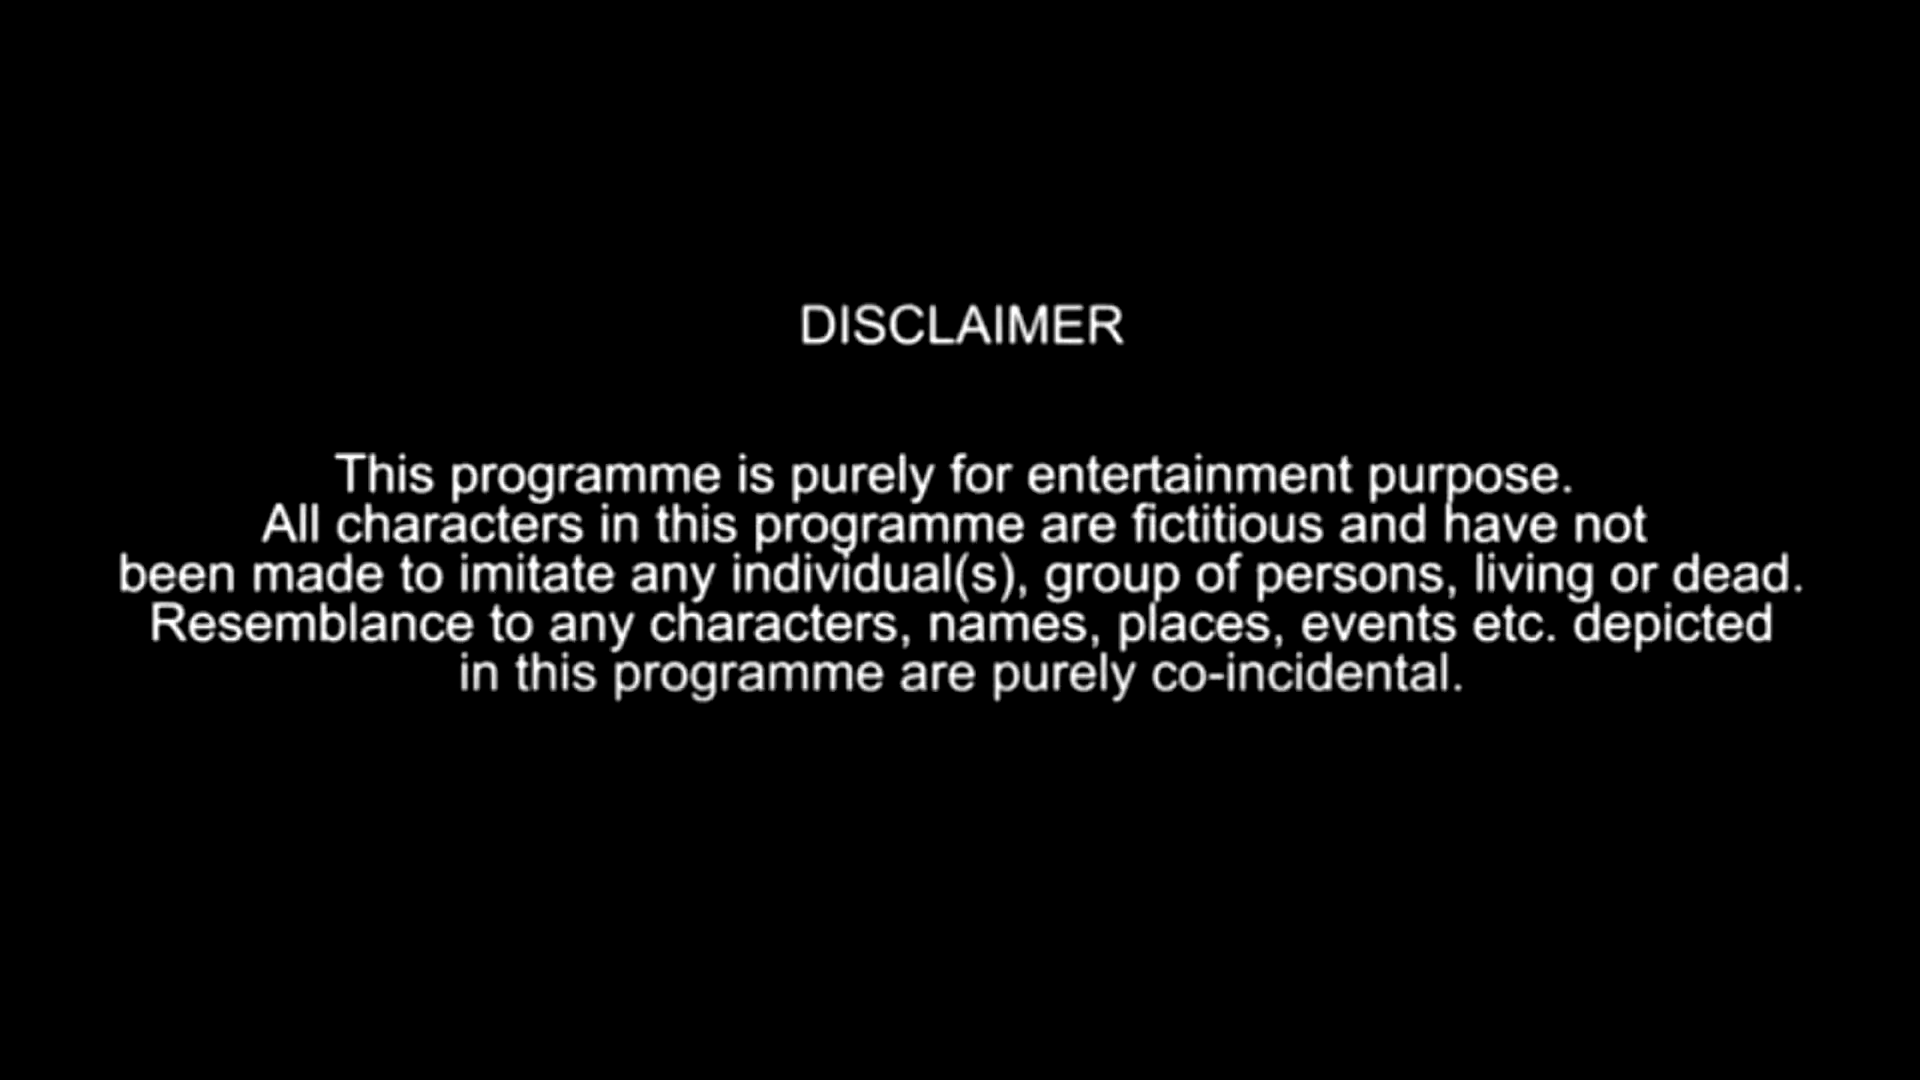 DISCLAIMER
This programme is purely for entertainment purpose.
All characters in this programme are fictitious and have not
been made to imitate any individual(s), group of persons, living or dead.
Resemblance to any characters, names, places, events etc. depicted
in this programme are purely co-incidental.